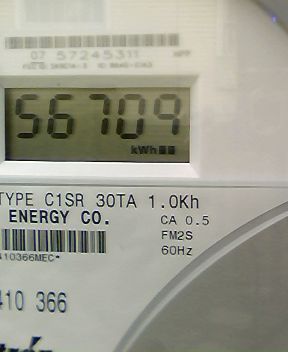 07 57245311
56709
kWh
TYPE C1SR 30TA 1.0Kh
ENERGY CO. CA 0.5
FM2S
60Hz
410366MEC*
410 366